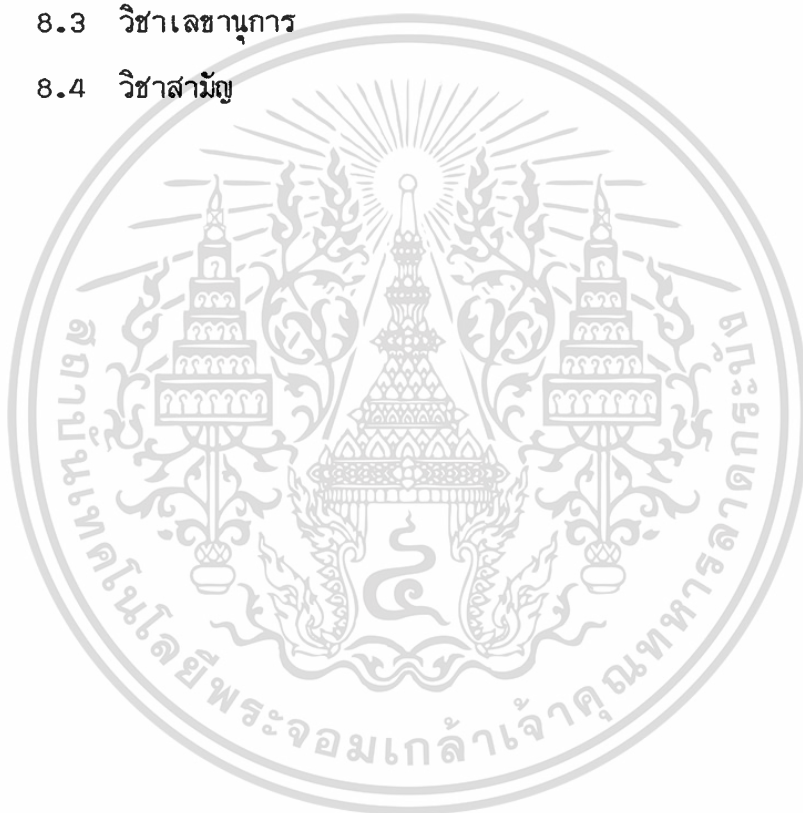 8.3 วิชาเลขานุการ
8.4 วิชาสามัญ
สถาบันเทคโนโลยีพระจอมเกล้าเจ้าคุณทหารลาดกระบัง
๔